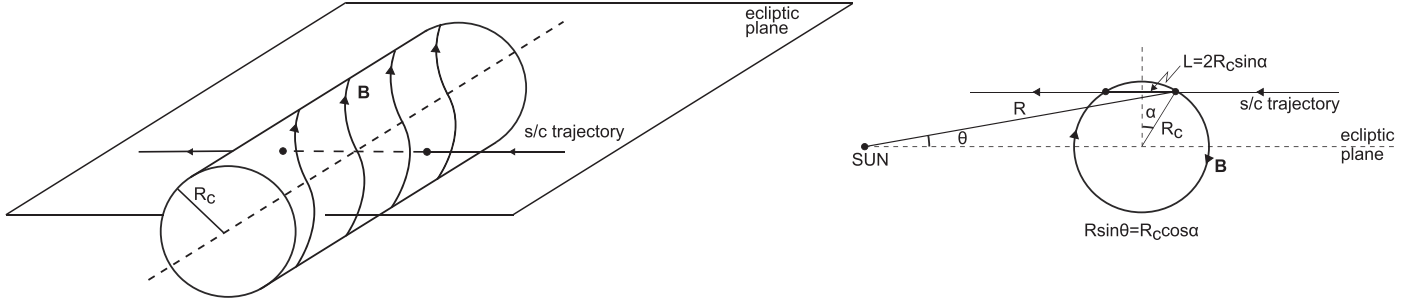 ecliptic
plane
B
s/c trajectory
R_C
L=2R_Csinα
s/c trajectory
R
α
R_C
θ
SUN
ecliptic
plane
B
Rsinθ=R_Ccosα